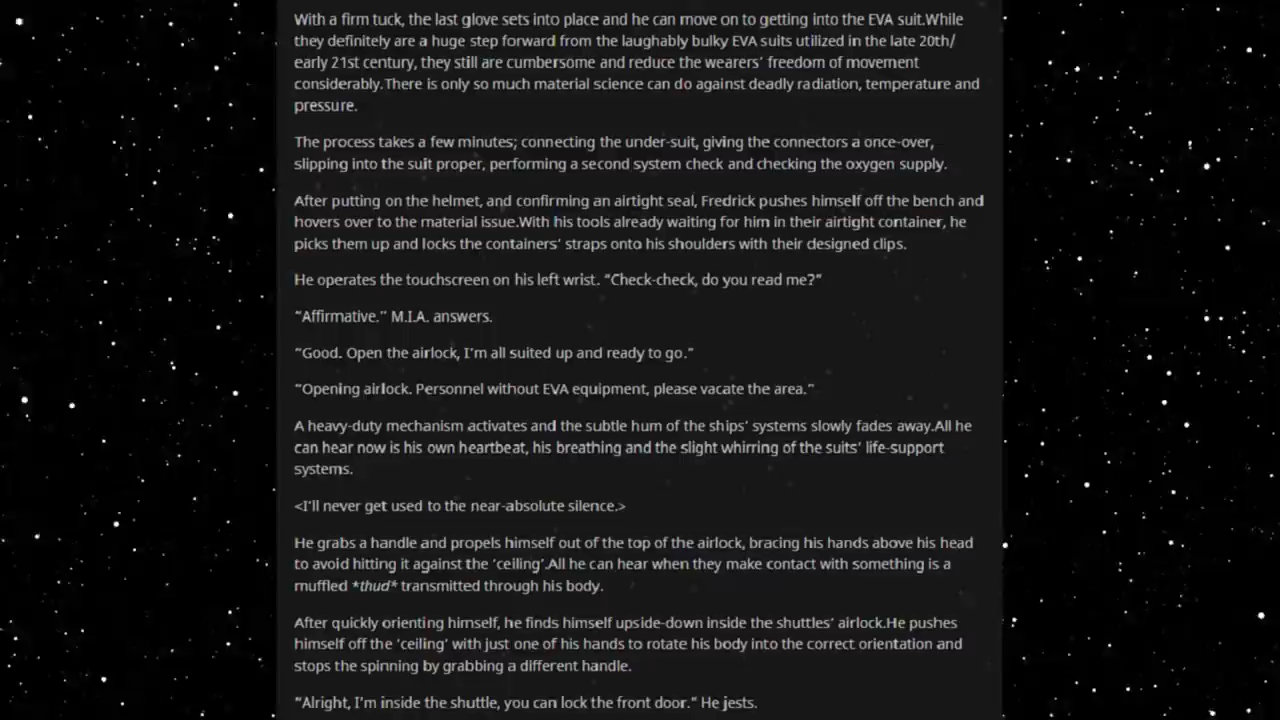 With a firm tuck, the last glove sets into place and he can move on to getting into the EVA suit.While
they definitely are a huge step forward from the laughably bulky EVA suits utilized in the late 20th/
early 21st century, they still are cumbersome and reduce the wearers’ freedom of movement
considerably.There is only so much material science can do against deadly radiation, temperature and
pressure.
The process takes a few minutes; connecting the under-suit, giving the connectors a once-over,
slipping into the suit proper, performing a second system check and checking the oxygen supply.
After putting on the helmet, and confirming an airtight seal, Fredrick pushes himself off the bench and
hovers over to the material issue.With his tools already waiting for him in their airtight container, he
picks them up and locks the containers’ straps onto his shoulders with their designed clips.
He operates the touchscreen on his left wrist. “Check-check, do you read me?”
“Affirmative.” M.I.A. answers.
“Good. Open the airlock, I’m all suited up and ready to go.”
“Opening airlock. Personnel without EVA equipment, please vacate the area.”
A heavy-duty mechanism activates and the subtle hum of the ships’ systems slowly fades away.All he
can hear now is his own heartbeat, his breathing and the slight whirring of the suits’ life-support
systems.
<I’ll never get used to the near-absolute silence.>
He grabs a handle and propels himself out of the top of the airlock, bracing his hands above his head
to avoid hitting it against the ‘ceiling’.All he can hear when they make contact with something is a
muffled *thud* transmitted through his body.
After quickly orienting himself, he finds himself upside-down inside the shuttles’ airlock.He pushes
himself off the ‘ceiling’ with just one of his hands to rotate his body into the correct orientation and
stops the spinning by grabbing a different handle.
“Alright, I’m inside the shuttle, you can lock the front door.” He jests.